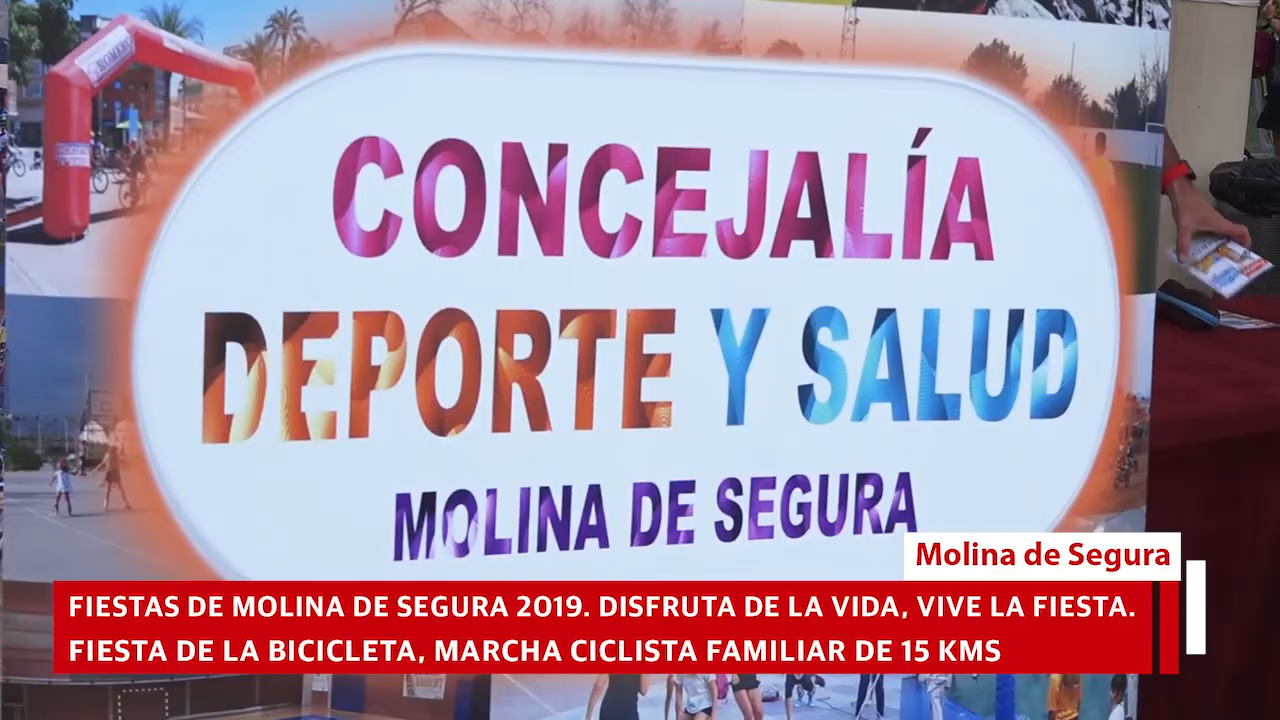 ROMERO
CONCEJALÍA
DEPORTE Y SALUD
MOLINA DE SEGURA
Molina de Segura
FIESTAS DE MOLINA DE SEGURA 2019. DISFRUTA DE LA VIDA, VIVE LA FIESTA.
FIESTA DE LA BICICLETA, MARCHA CICLISTA FAMILIAR DE 15 KMS